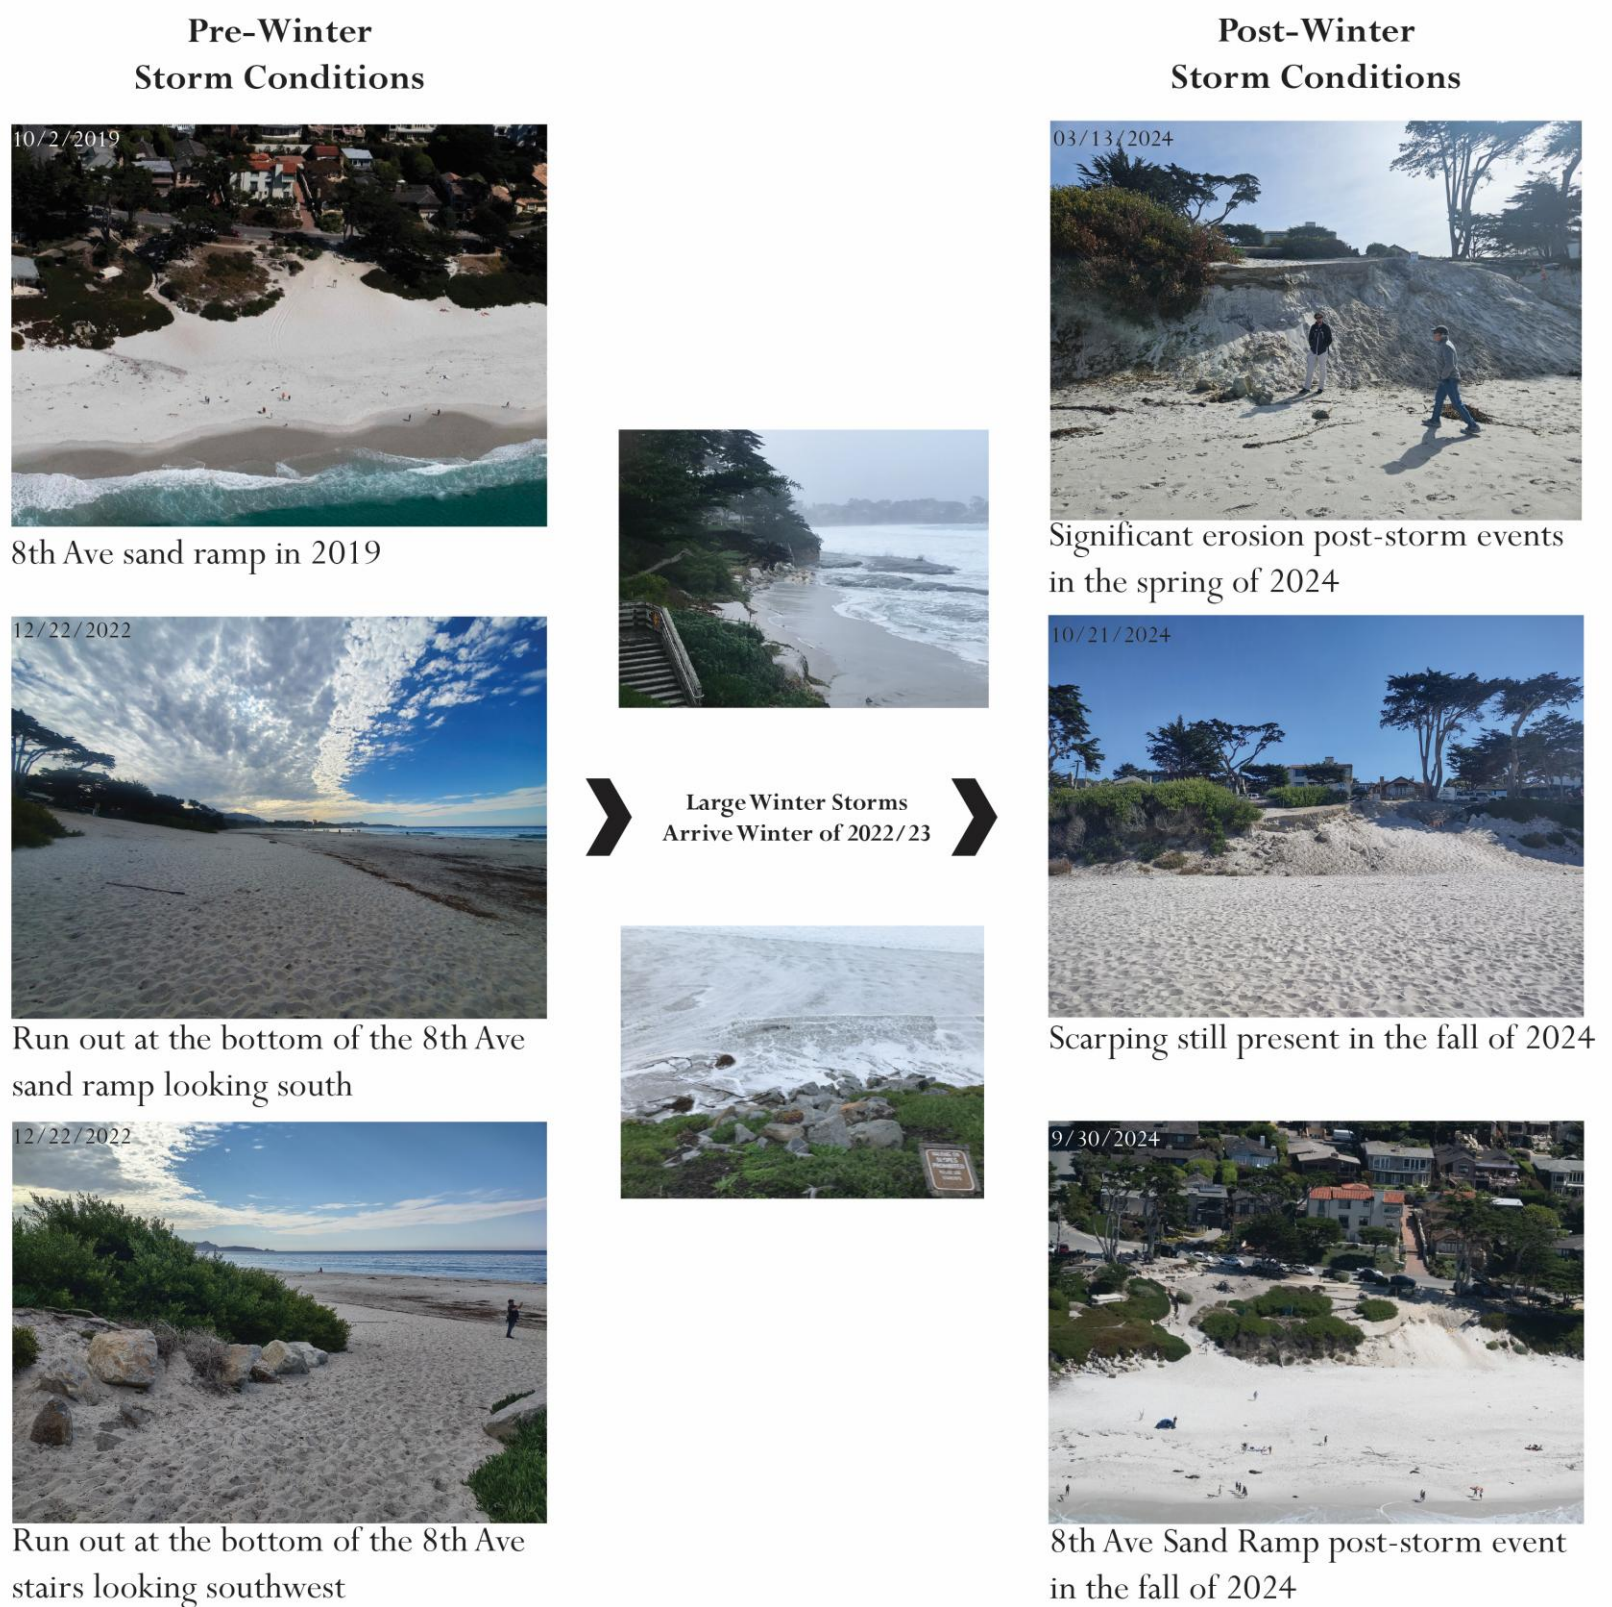 Pre-Winter
Storm Conditions
10/2/2019
8th Ave sand ramp in 2019
12/22/2022
Run out at the bottom of the 8th Ave
sand ramp looking south
12/22/2022
Run out at the bottom of the 8th Ave
stairs looking southwest
Large Winter Storms
Arrive Winter of 2022/23
PROHIBITED
Post-Winter
Storm Conditions
03/13/2024
Significant erosion post-storm events
in the spring of 2024
10/21/2024
Scarping still present in the fall of 2024
9/30/2024
8th Ave Sand Ramp post-storm event
in the fall of 2024